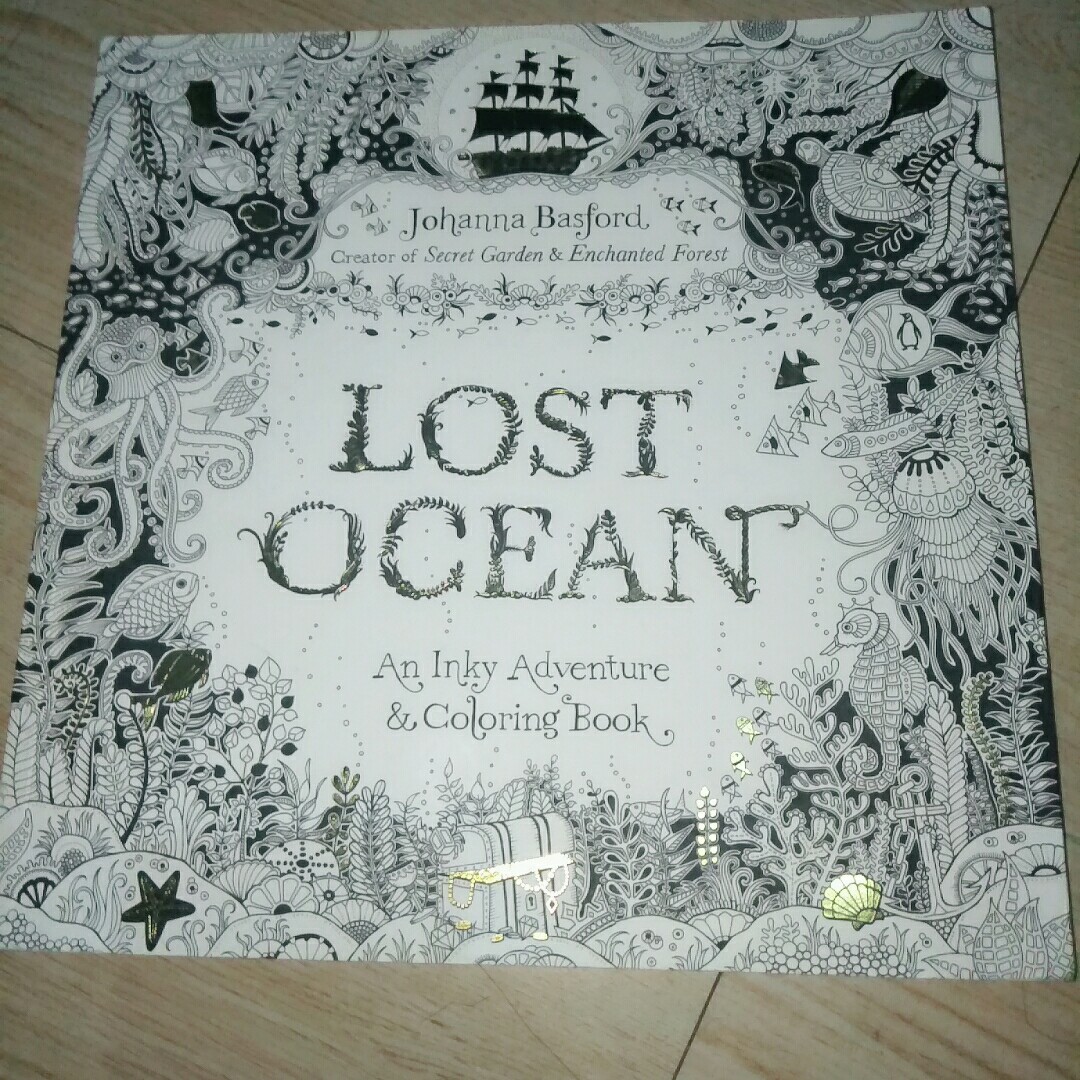 Johanna Basford
Creator of Secret Garden & Enchanted Forest
LOST
OCEAN
An Inky Adventure
& Coloring Book